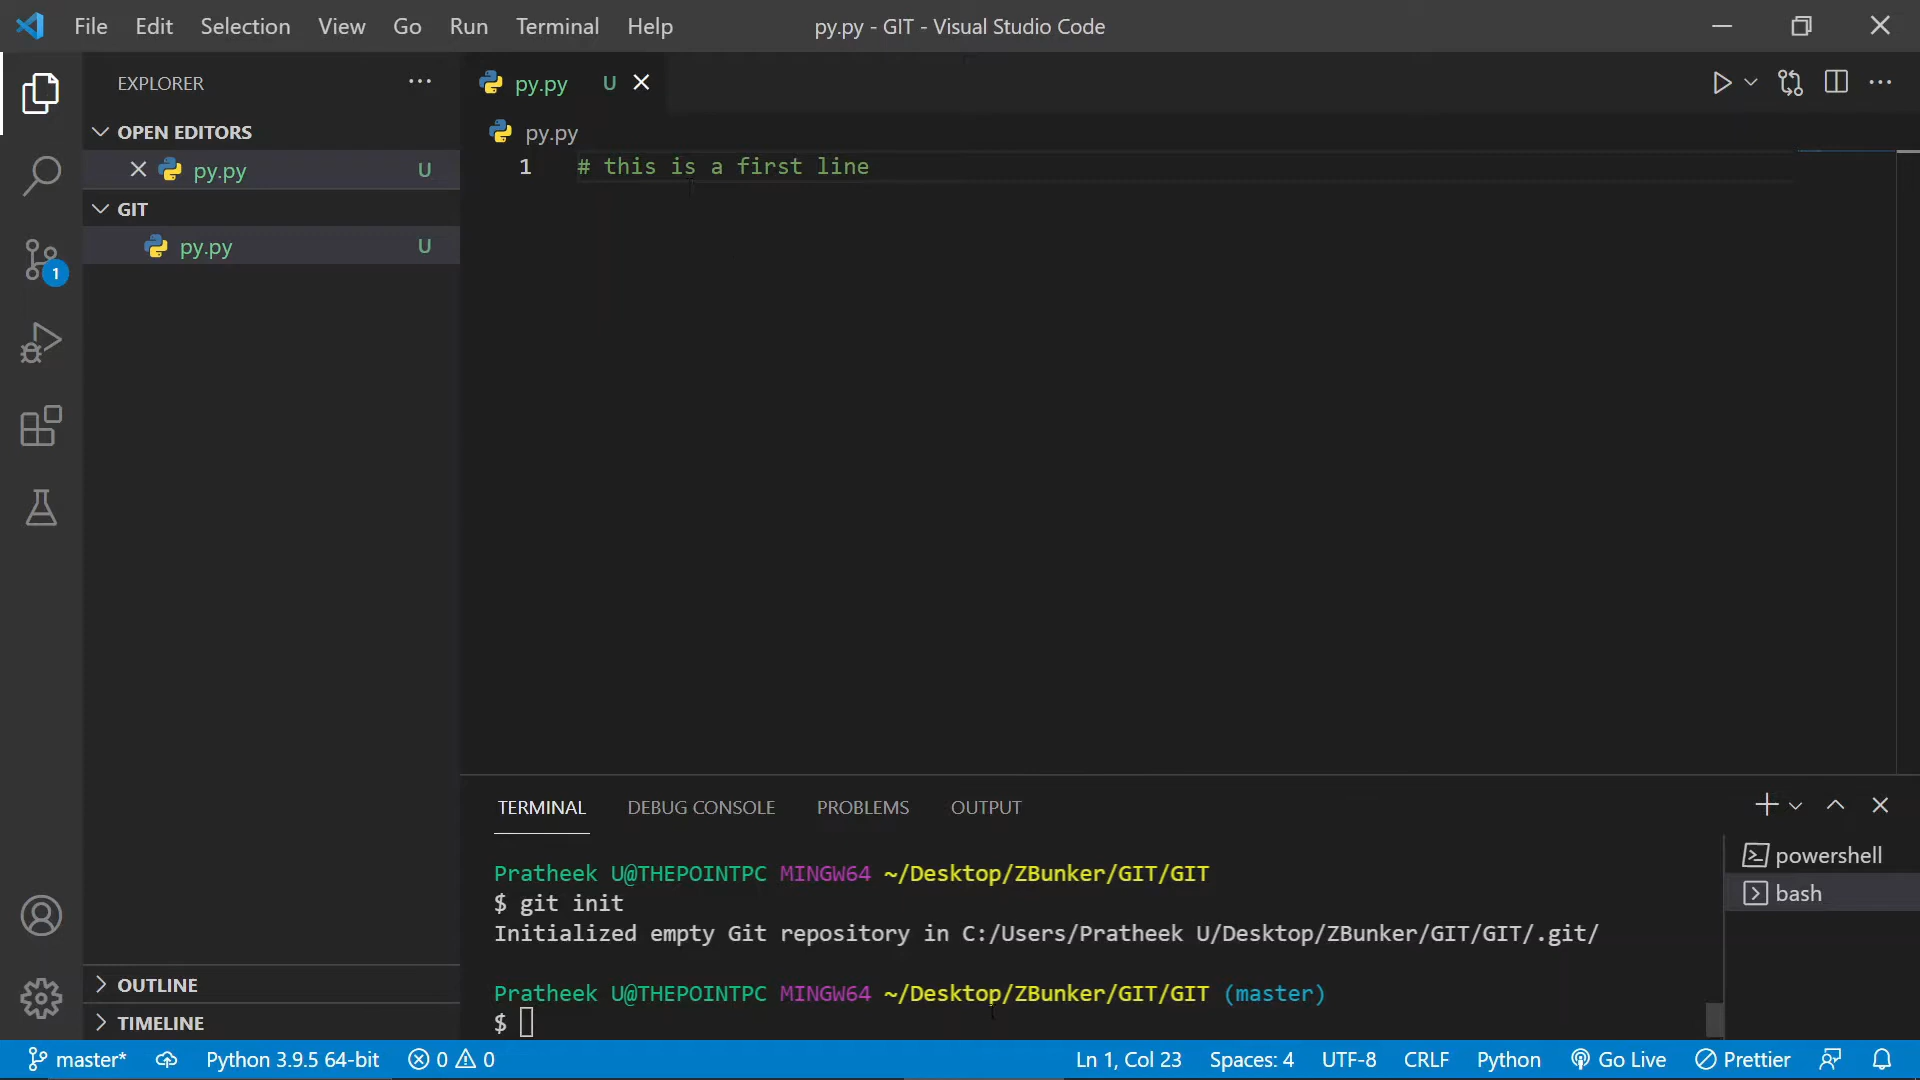 File Edit Selection View Go Run Terminal Help
py.py - GIT - Visual Studio Code
EXPLORER
OPEN EDITORS
py.py U
GIT
py.py U
1
OUTLINE
TIMELINE
py.py U
py.py
1 # this is a first line
TERMINAL DEBUG CONSOLE PROBLEMS OUTPUT
Pratheek U@THEPOINTPC MINGW64 ~/Desktop/ZBunker/GIT/GIT
$ git init
Initialized empty Git repository in C:/Users/Pratheek U/Desktop/ZBunker/GIT/GIT/.git/
Pratheek U@THEPOINTPC MINGW64 ~/Desktop/ZBunker/GIT/GIT (master)
$
powershell
bash
master* Python 3.9.5 64-bit 0 0 Ln 1, Col 23 Spaces: 4 UTF-8 CRLF Python Go Live Prettier